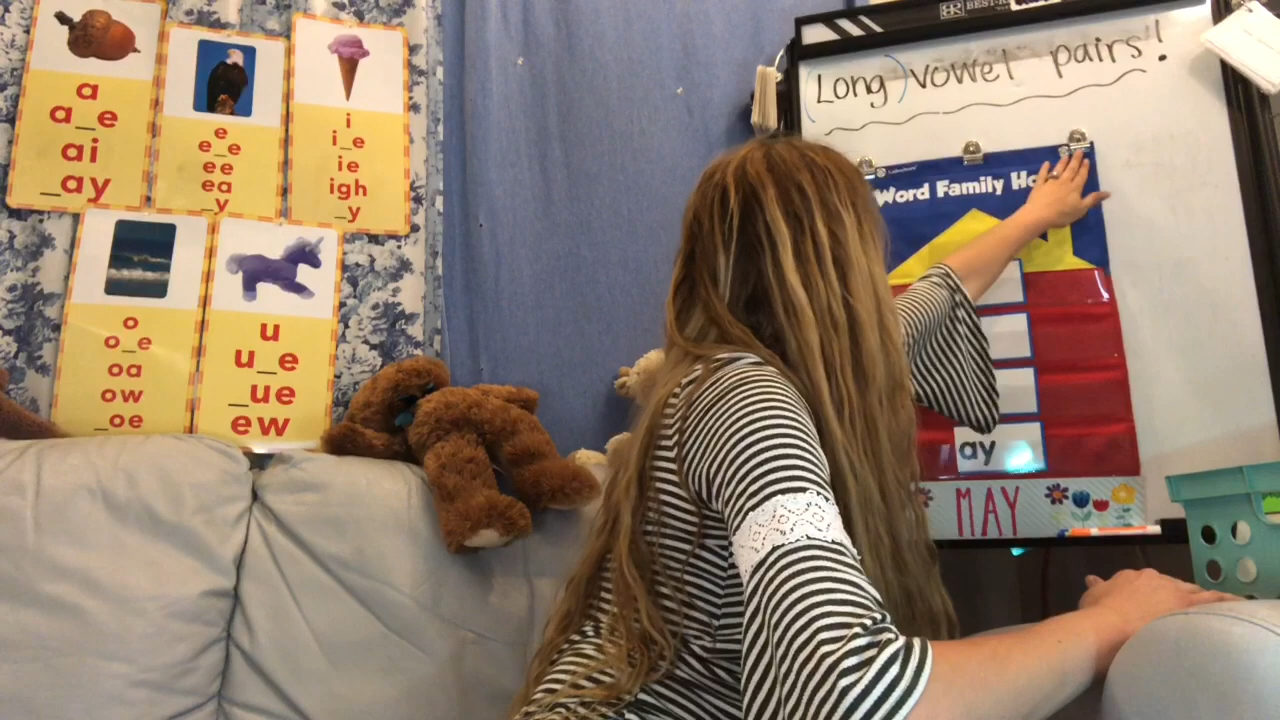 a
a_e
ai
_ay
e
e_e
ee
ea
_y
i
i_e
ie
igh
_y
o
o_e
oa
ow
_oe
u
u_e
_ue
ew
(Long) vowel pairs!
Word Family Ho
ay
MAY